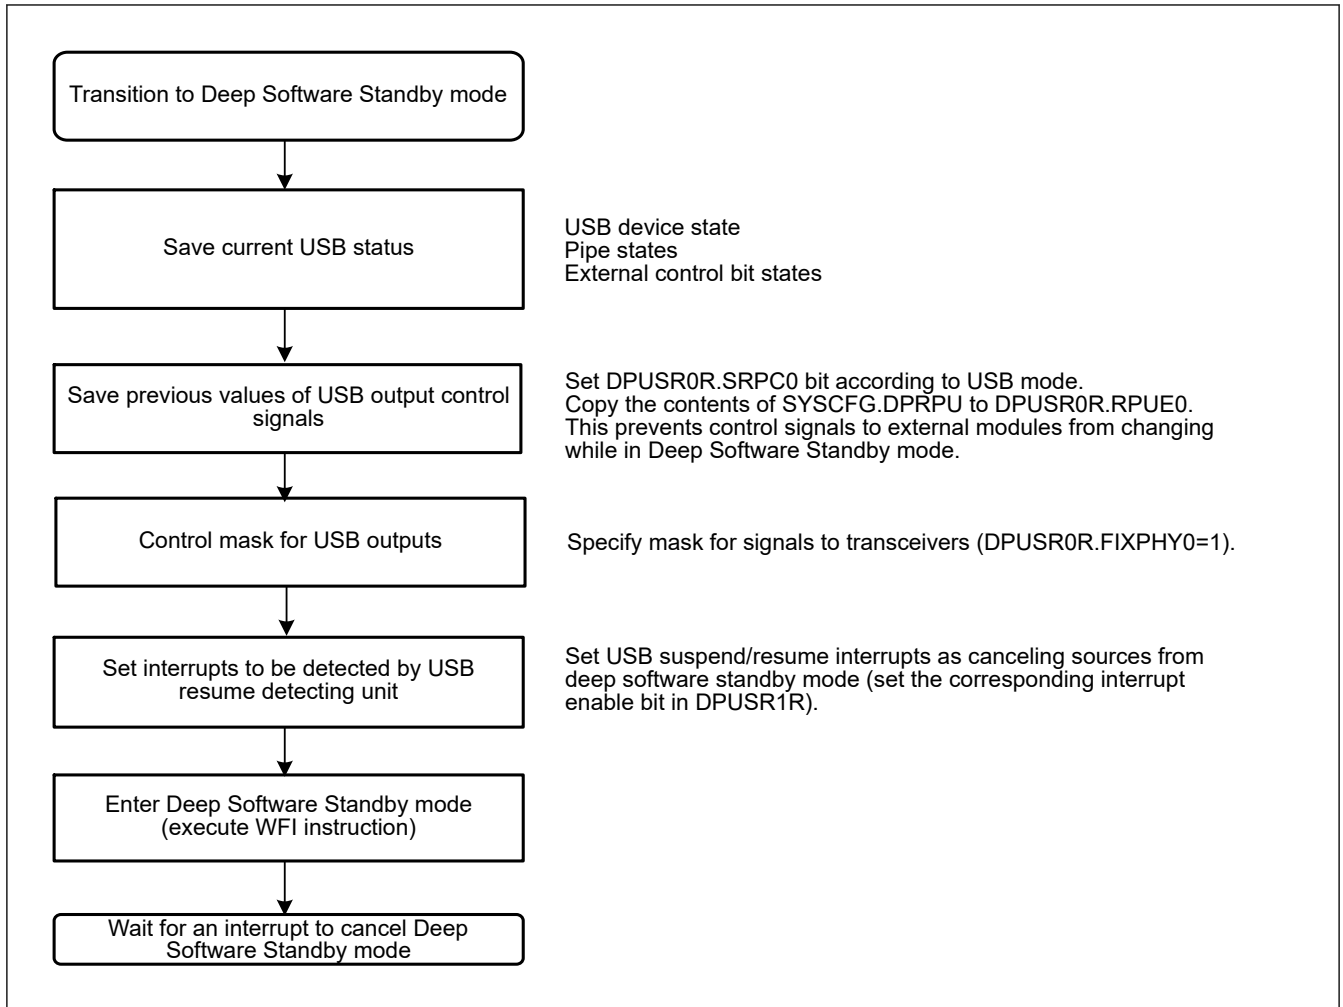 Transition to Deep Software Standby mode
Save current USB status
USB device state
Pipe states
External control bit states
Save previous values of USB output control
signals
Set DPUSR0R.SRPC0 bit according to USB mode.
Copy the contents of SYSCFG.DPRPU to DPUSR0R.RPUE0.
This prevents control signals to external modules from changing
while in Deep Software Standby mode.
Control mask for USB outputs
Specify mask for signals to transceivers (DPUSR0R.FIXPHY0=1).
Set interrupts to be detected by USB
resume detecting unit
Set USB suspend/resume interrupts as canceling sources from
deep software standby mode (set the corresponding interrupt
enable bit in DPUSR1R).
Enter Deep Software Standby mode
(execute WFI instruction)
Wait for an interrupt to cancel Deep
Software Standby mode